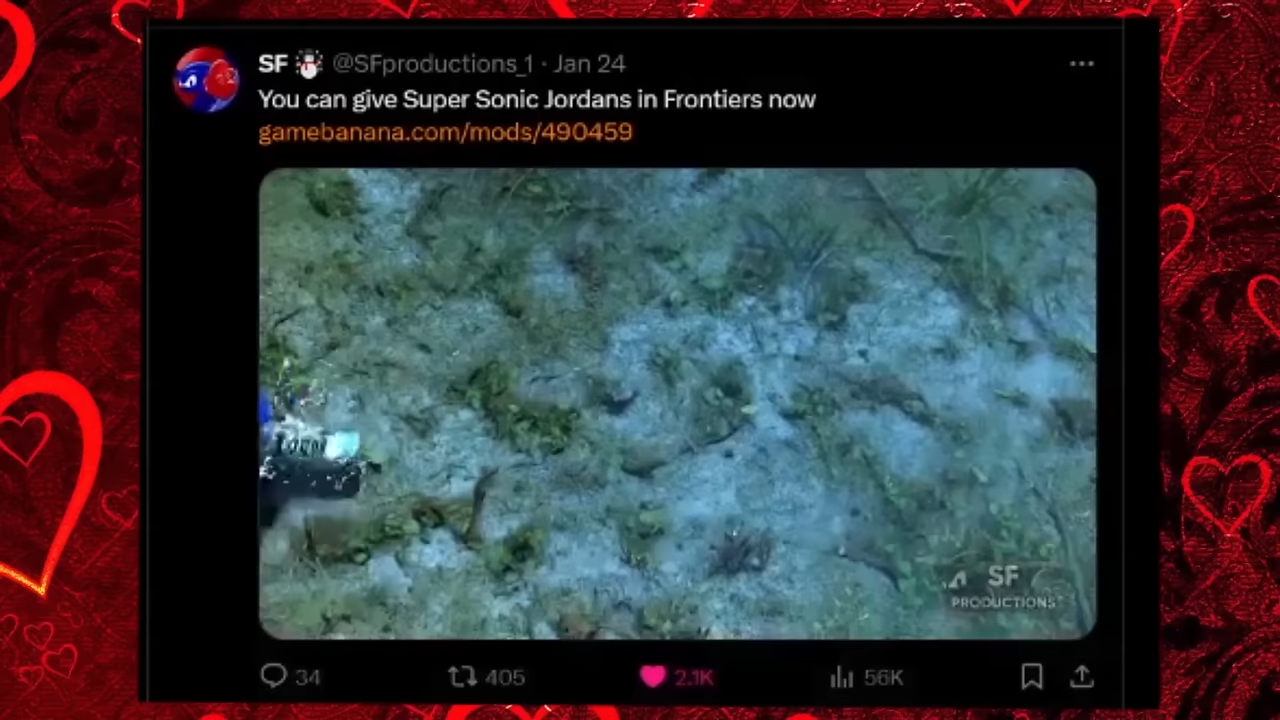 SF ☃️ @SFproductions_1 · Jan 24
You can give Super Sonic Jordans in Frontiers now
gamebanana.com/mods/490459
SF
PRODUCTIONS
34 405 2.1K 56K